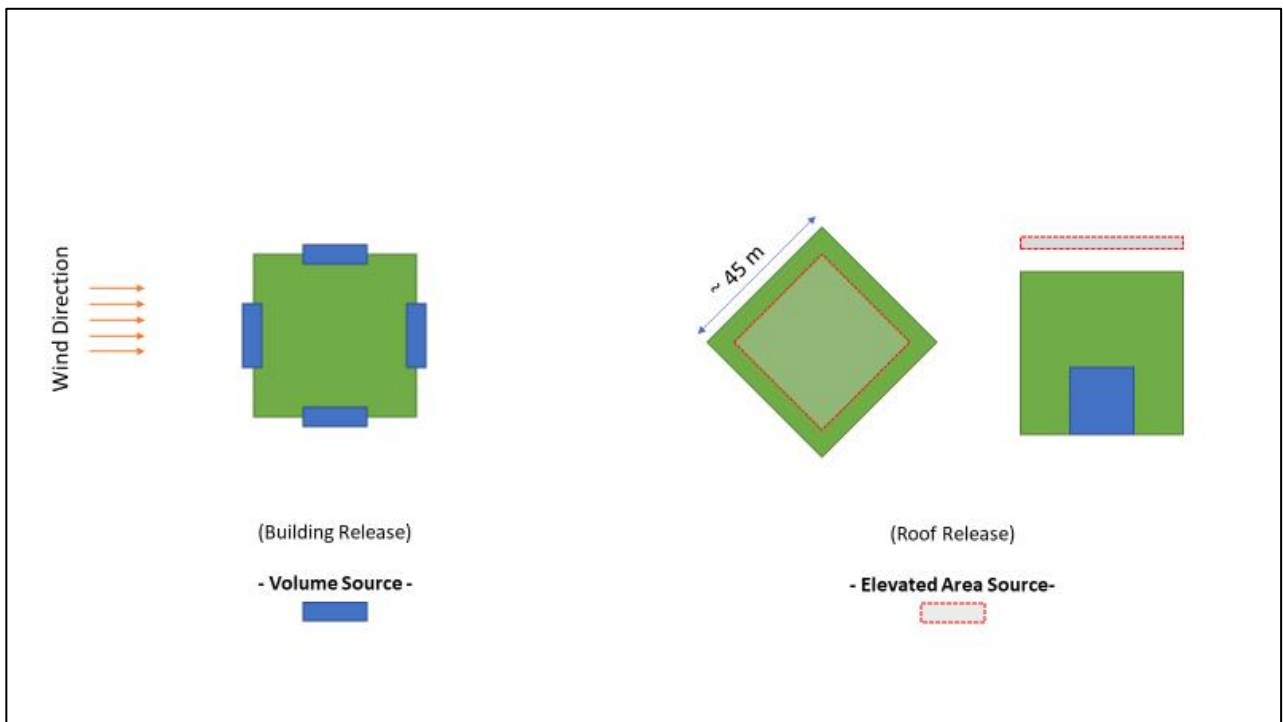 Wind Direction
~ 45 m
(Building Release)
- Volume Source -
(Roof Release)
- Elevated Area Source-